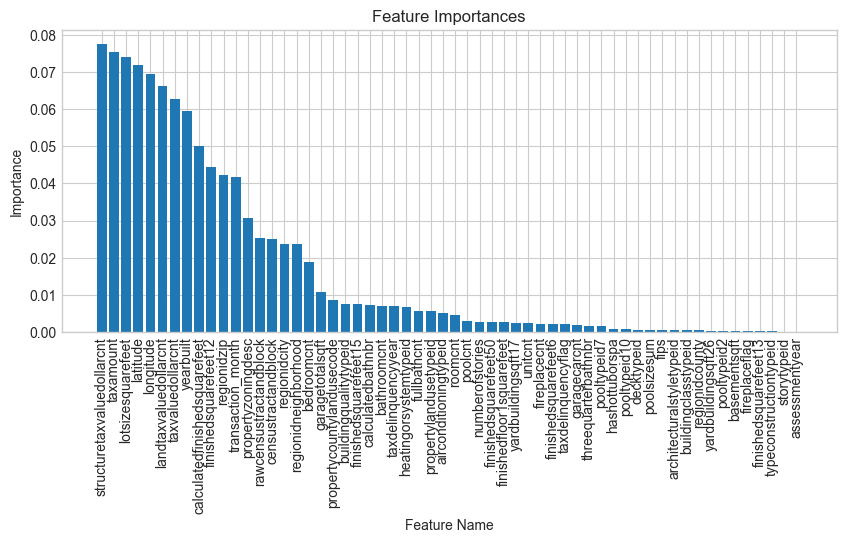 Feature Importances
0.08
0.07
0.06
0.05
0.04
0.03
0.02
0.01
0.00
Importance
structuretaxvaluedollarcnt
taxamount
lotsizesquarefeet
latitude
longitude
landtaxvaluedollarcnt
taxvaluedollarcnt
yearbuilt
calculatedfinishedsquarefeet
finishedsquarefeet12
regionidzip
transaction_month
propertyzoningdesc
rawcensustractandblock
censustractandblock
regionidcity
regionidneighborhood
bedroomcnt
garagetotalsqft
propertycountylandusecode
buildingqualitytypeid
finishedsquarefeet15
calculatedbathnbr
bathroomcnt
taxdelinquencyyear
heatingorsystemtypeid
fullbathcnt
propertylandusetypeid
airconditioningtypeid
roomcnt
poolcnt
numberofstories
finishedsquarefeet50
finishedfloor1squarefeet
yardbuildingsqft17
unitcnt
fireplacecnt
finishedsquarefeet6
taxdelinquencyflag
garagecarcnt
threequarterbathnbr
pooltypeid7
hashottuborspa
pooltypeid10
decktypeid
poolsizesum
fips
architecturalstyletypeid
buildingclasstypeid
regionidcounty
yardbuildingsqft26
pooltypeid2
basementsqft
fireplaceflag
finishedsquarefeet13
typeconstructiontypeid
storytypeid
assessmentyear
Feature Name